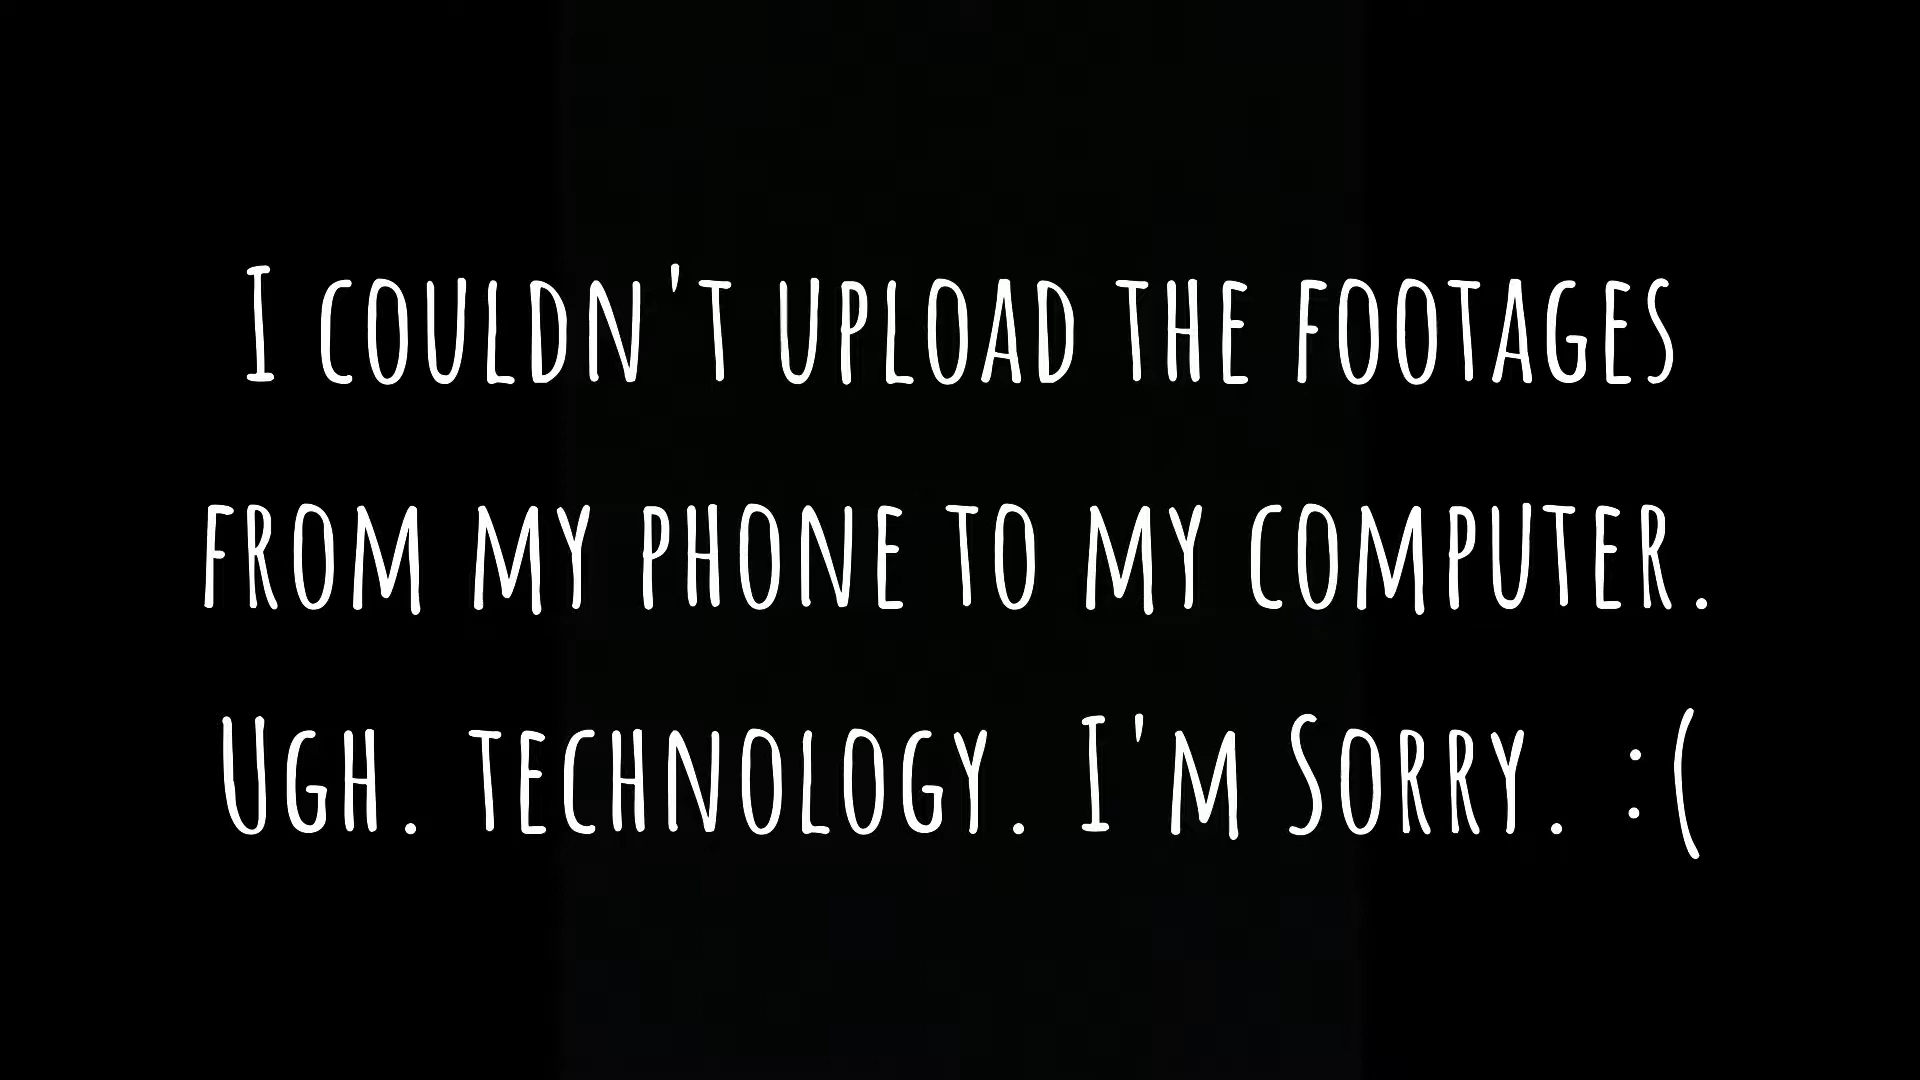 I couldn't upload the footages
from my phone to my computer.
Ugh. technology. I'm Sorry. :(